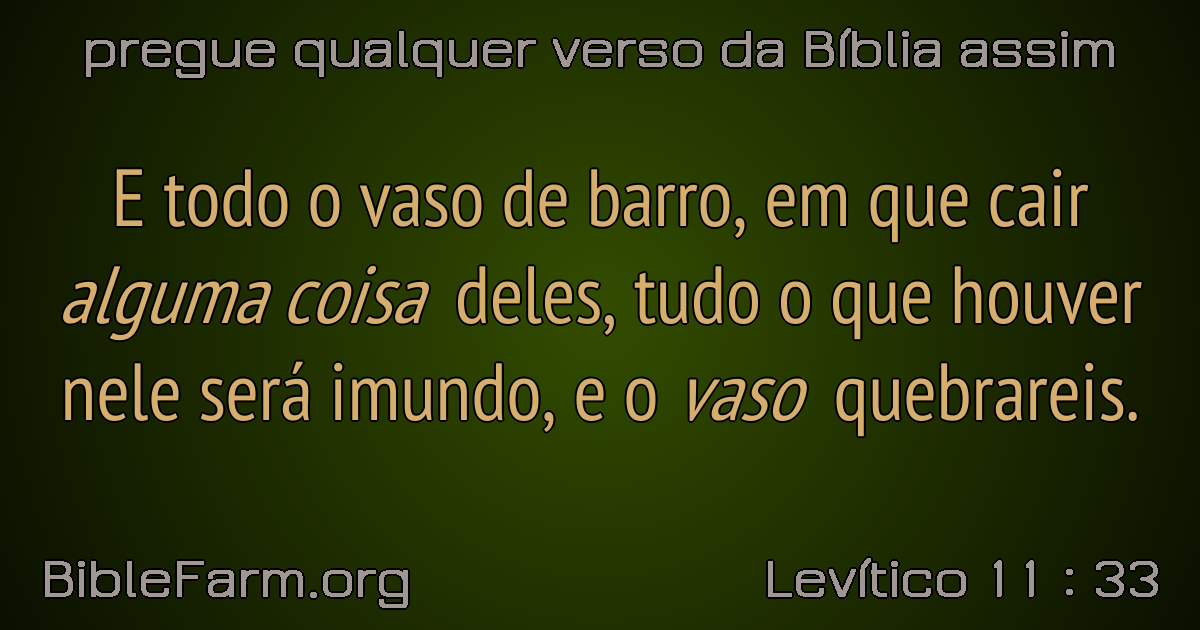 pregue qualquer verso da Bíblia assim
E todo o vaso de barro, em que cair
alguma coisa deles, tudo o que houver
nele será imundo, e o vaso quebrareis.
BibleFarm.org
Levítico 11 : 33